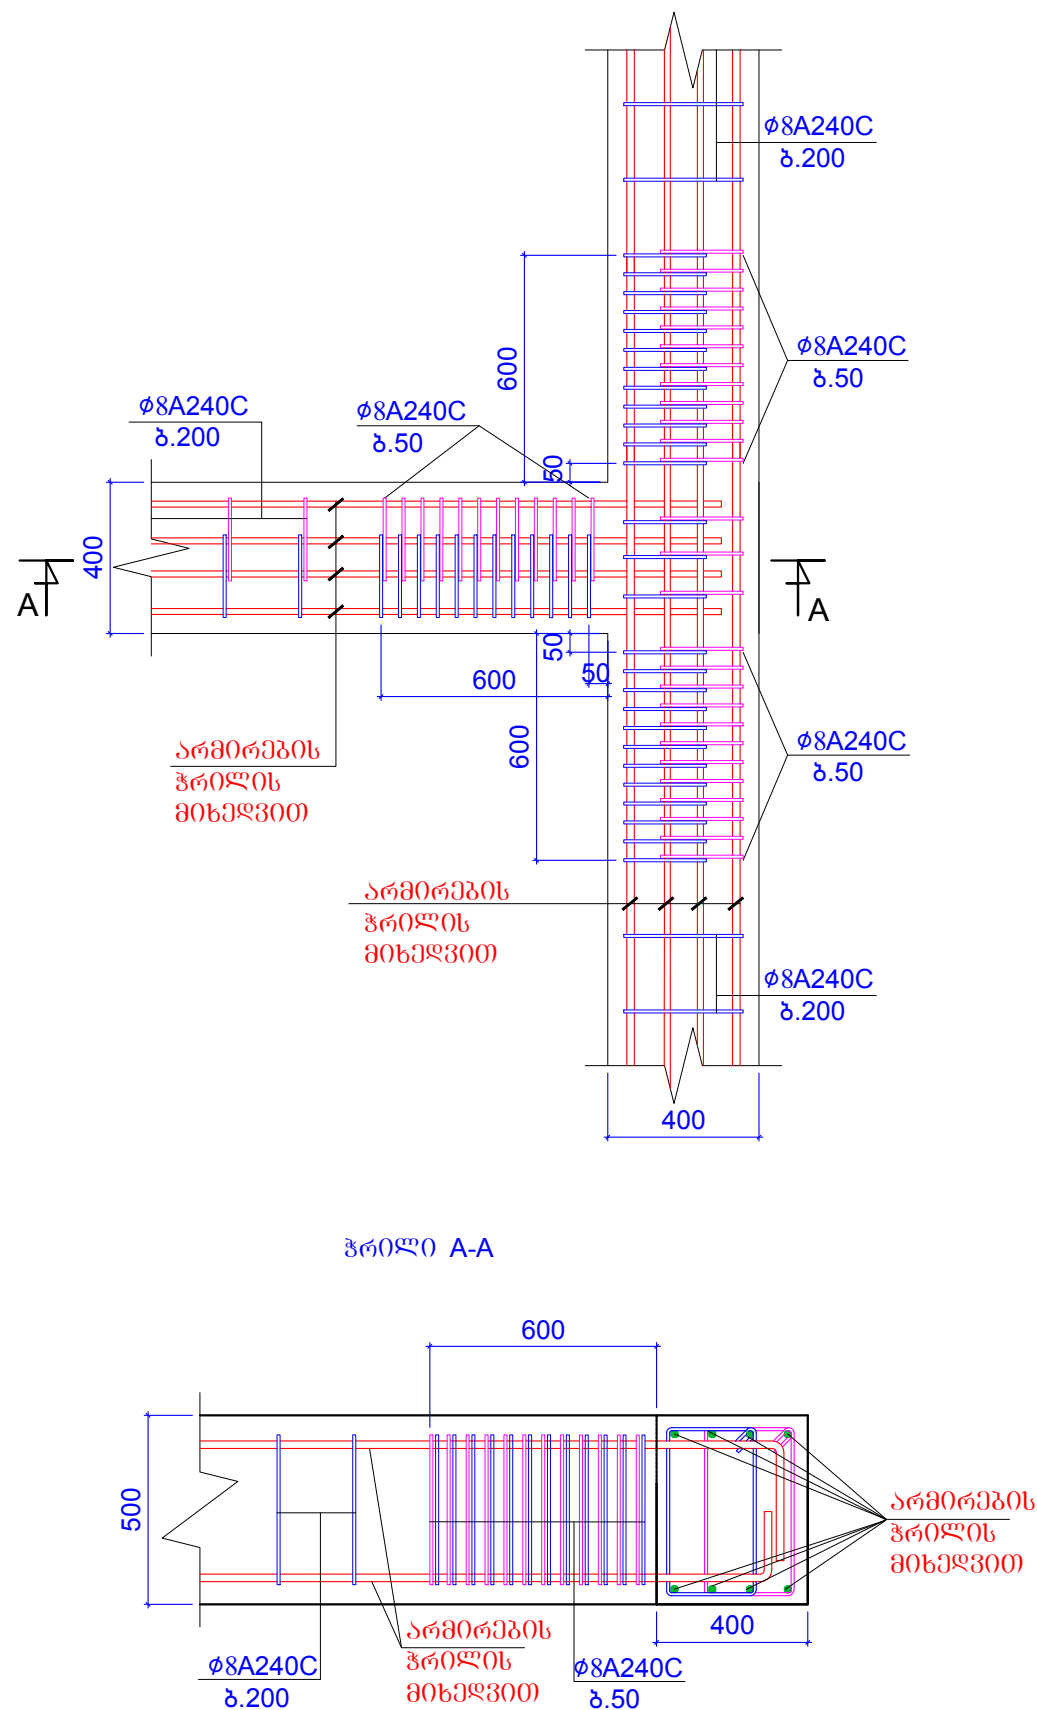 ϕ8A240C
ბ.200
ϕ8A240C
ბ.50
600
ϕ8A240C
ბ.200
ϕ8A240C
ბ.50
50
400
A
A
50
50
600
600
ϕ8A240C
ბ.50
არმირების
ჭრილის
მიხედვით
არმირების
ჭრილის
მიხედვით
ϕ8A240C
ბ.200
400
ჭრილი A-A
600
500
არმირების
ჭრილის
მიხედვით
400
არმირების
ჭრილის
მიხედვით
ϕ8A240C
ბ.200
ϕ8A240C
ბ.50